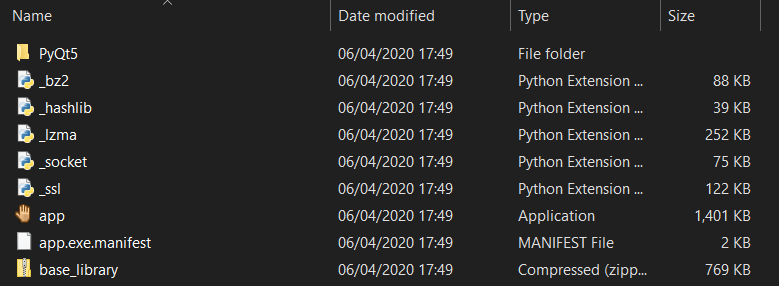 Name Date modified Type Size
PyQt5 06/04/2020 17:49 File folder
_bz2 06/04/2020 17:49 Python Extension ... 88 KB
_hashlib 06/04/2020 17:49 Python Extension ... 39 KB
_lzma 06/04/2020 17:49 Python Extension ... 252 KB
_socket 06/04/2020 17:49 Python Extension ... 75 KB
_ssl 06/04/2020 17:49 Python Extension ... 122 KB
app 06/04/2020 17:49 Application 1,401 KB
app.exe.manifest 06/04/2020 17:49 MANIFEST File 2 KB
base_library 06/04/2020 17:49 Compressed (zipp... 769 KB